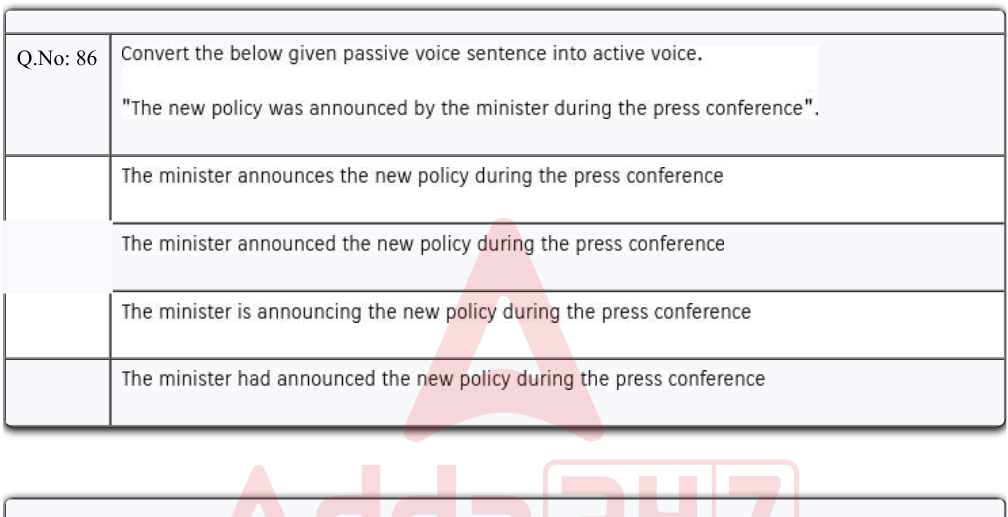 Q.No: 86
Convert the below given passive voice sentence into active voice.
"The new policy was announced by the minister during the press conference".
The minister announces the new policy during the press conference
The minister announced the new policy during the press conference
The minister is announcing the new policy during the press conference
The minister had announced the new policy during the press conference
Adda247